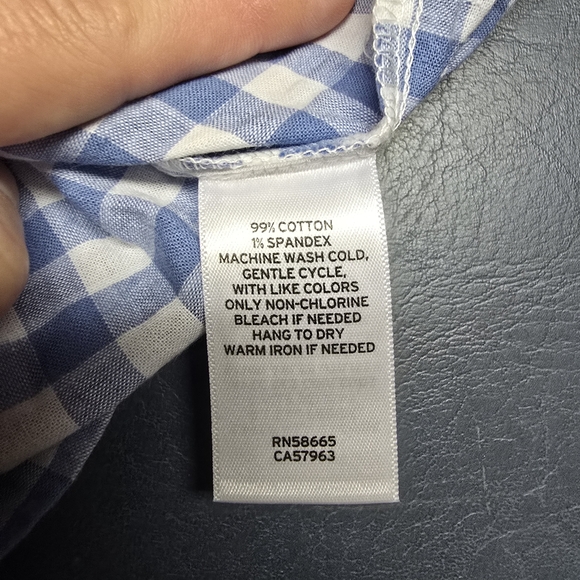 99% COTTON
1% SPANDEX
MACHINE WASH COLD,
GENTLE CYCLE,
WITH LIKE COLORS
ONLY NON-CHLORINE
BLEACH IF NEEDED
HANG TO DRY
WARM IRON IF NEEDED
RN58665
CA57963